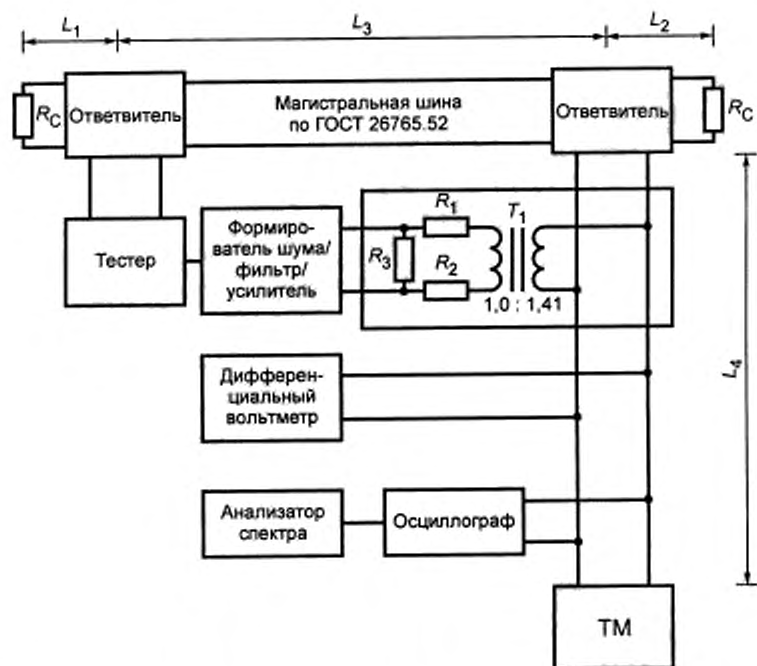 L1
L3
L2
RC
Ответвитель
Магистральная шина
по ГОСТ 26765.52
Ответвитель
RC
Тестер
Формиро-
ватель шума/
фильтр/
усилитель
R3
R1
R2
T1
1,0 : 1,41
L4
Дифферен-
циальный
вольтметр
Анализатор
спектра
Осциллограф
ТМ